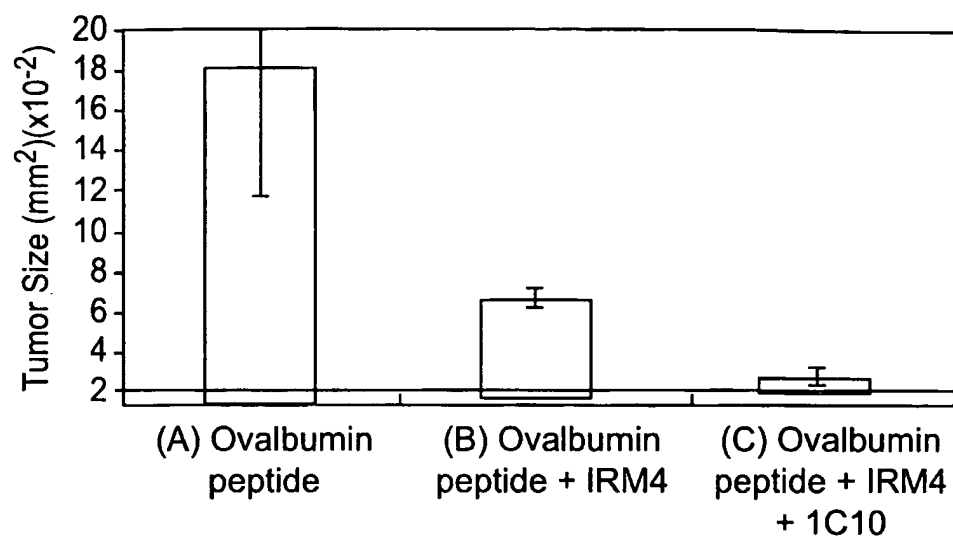 Tumor Size (mm²)(x10⁻²)
20
18
16
14
12
10
8
6
4
2
(A) Ovalbumin
peptide
(B) Ovalbumin
peptide + IRM4
(C) Ovalbumin
peptide + IRM4
+ 1C10